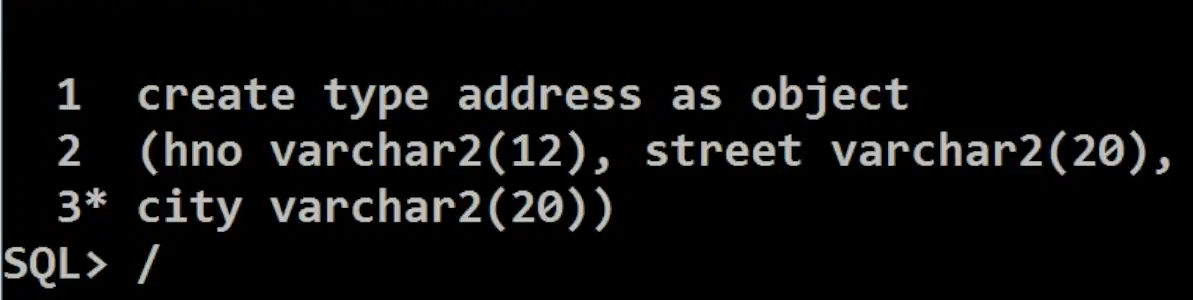 1 create type address as object
2 (hno varchar2(12), street varchar2(20),
3* city varchar2(20))
SQL> /